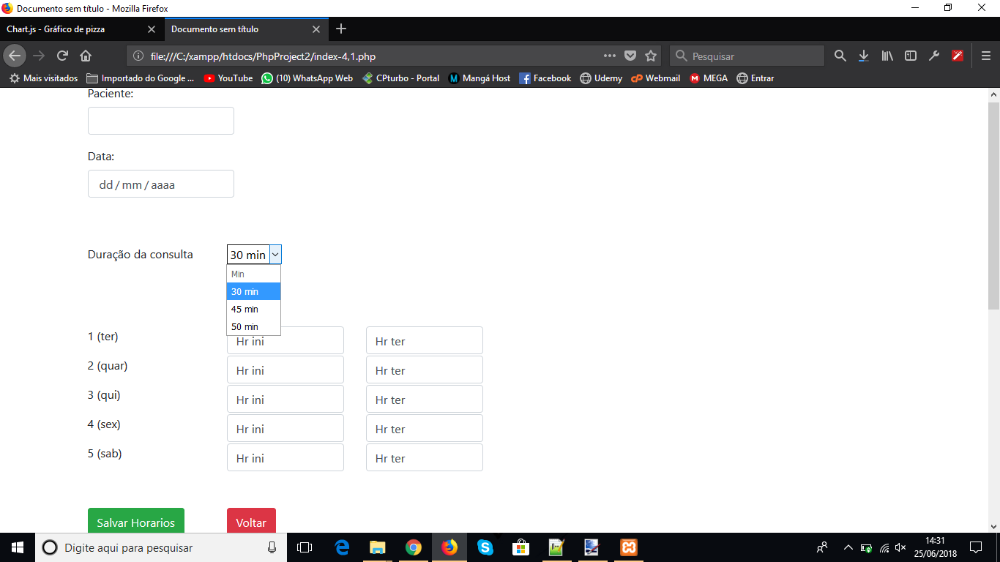 Documento sem título - Mozilla Firefox
Chart.js - Gráfico de pizza
Documento sem título
file:///C:/xampp/htdocs/PhpProject2/index-4,1.php
Pesquisar
Mais visitados
Importado do Google ...
YouTube
(10) WhatsApp Web
CPturbo - Portal
Mangá Host
Facebook
Udemy
Webmail
MEGA
Entrar
Paciente:
Data:
dd / mm / aaaa
Duração da consulta
30 min
Min
30 min
45 min
50 min
1 (ter)
Hr ini
Hr ter
2 (quar)
Hr ini
Hr ter
3 (qui)
Hr ini
Hr ter
4 (sex)
Hr ini
Hr ter
5 (sab)
Hr ini
Hr ter
Salvar Horarios
Voltar
Digite aqui para pesquisar
14:31
25/06/2018